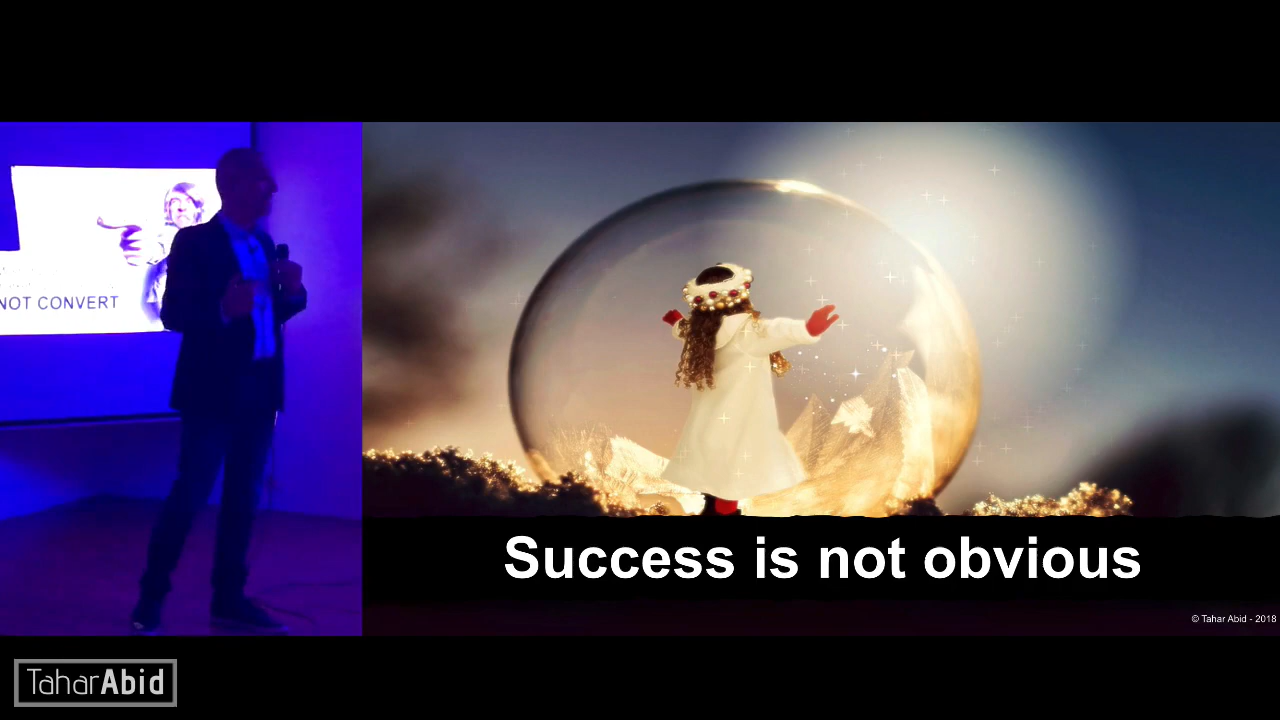 NOT CONVERT
Success is not obvious
© Tahar Abid - 2018
TaharAbid